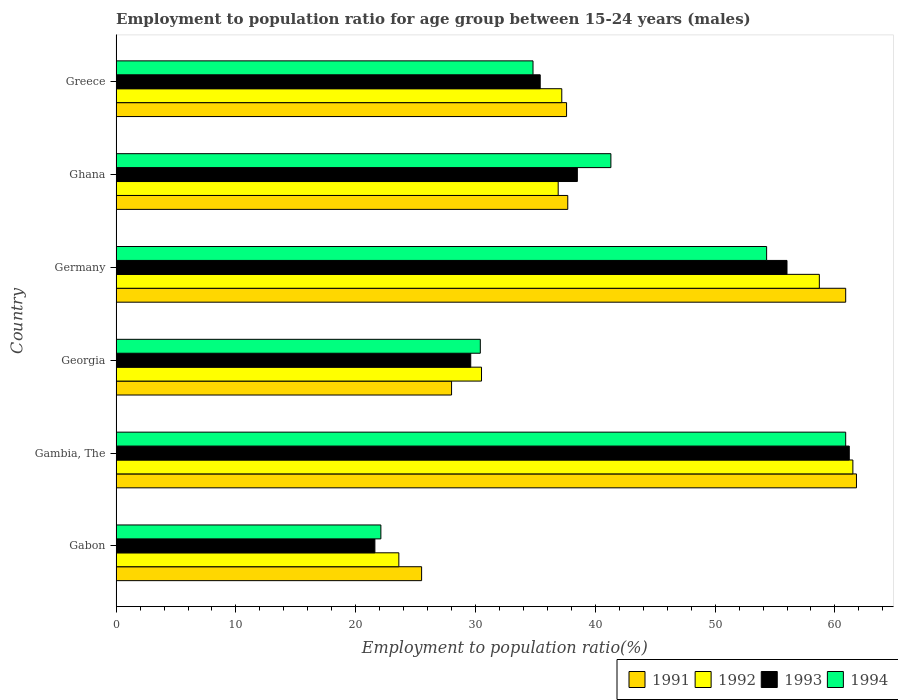 Employment to population ratio for age group between 15-24 years (males)
Country
Greece
Ghana
Germany
Georgia
Gambia, The
Gabon
0 10 20 30 40 50 60
Employment to population ratio(%)
1991 1992 1993 1994